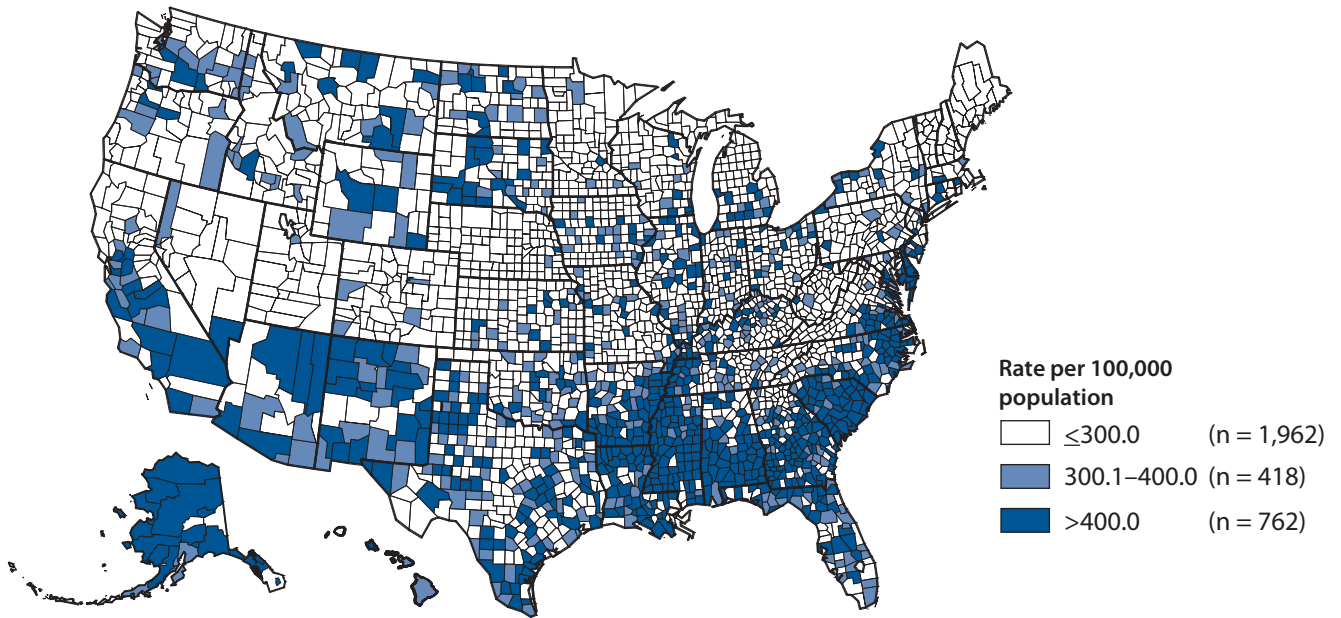 Rate per 100,000
population
≤300.0 (n = 1,962)
300.1–400.0 (n = 418)
>400.0 (n = 762)